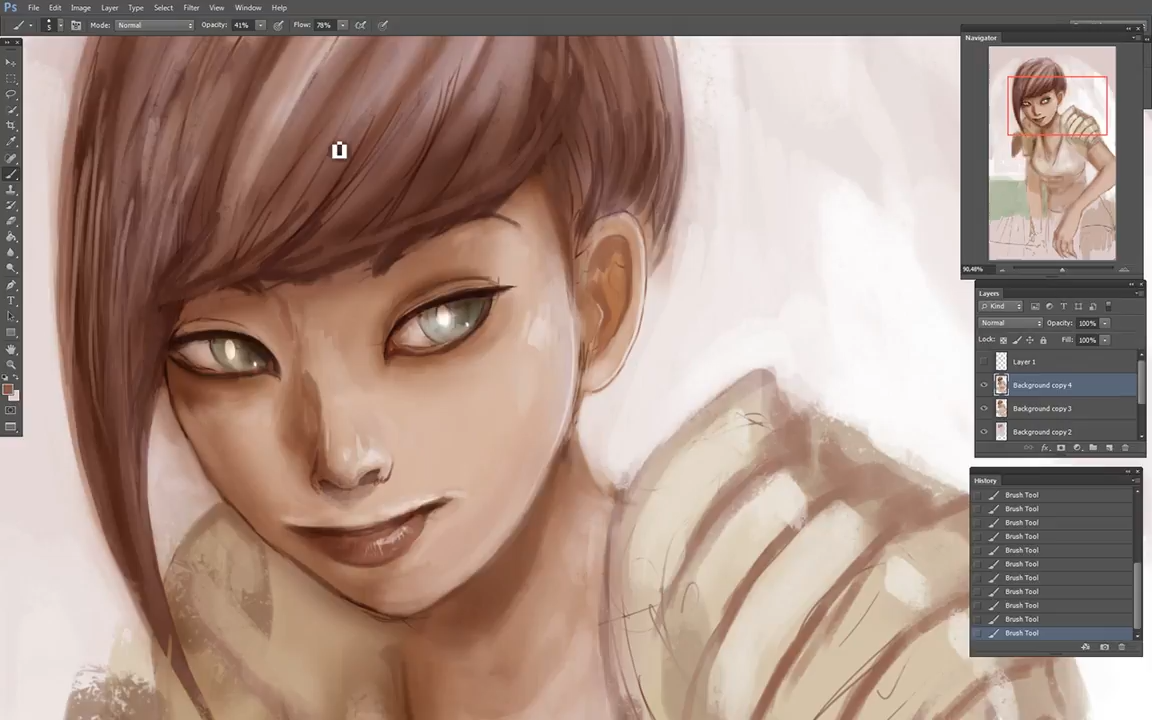 Ps File Edit Image Layer Type Select Filter View Window Help
5 Mode: Normal Opacity: 41% Flow: 78%
Navigator
90,48%
Layers
Kind
Normal Opacity: 100%
Lock: Fill: 100%
Layer 1
Background copy 4
Background copy 3
Background copy 2
fx
History
Brush Tool
Brush Tool
Brush Tool
Brush Tool
Brush Tool
Brush Tool
Brush Tool
Brush Tool
Brush Tool
Brush Tool
Brush Tool